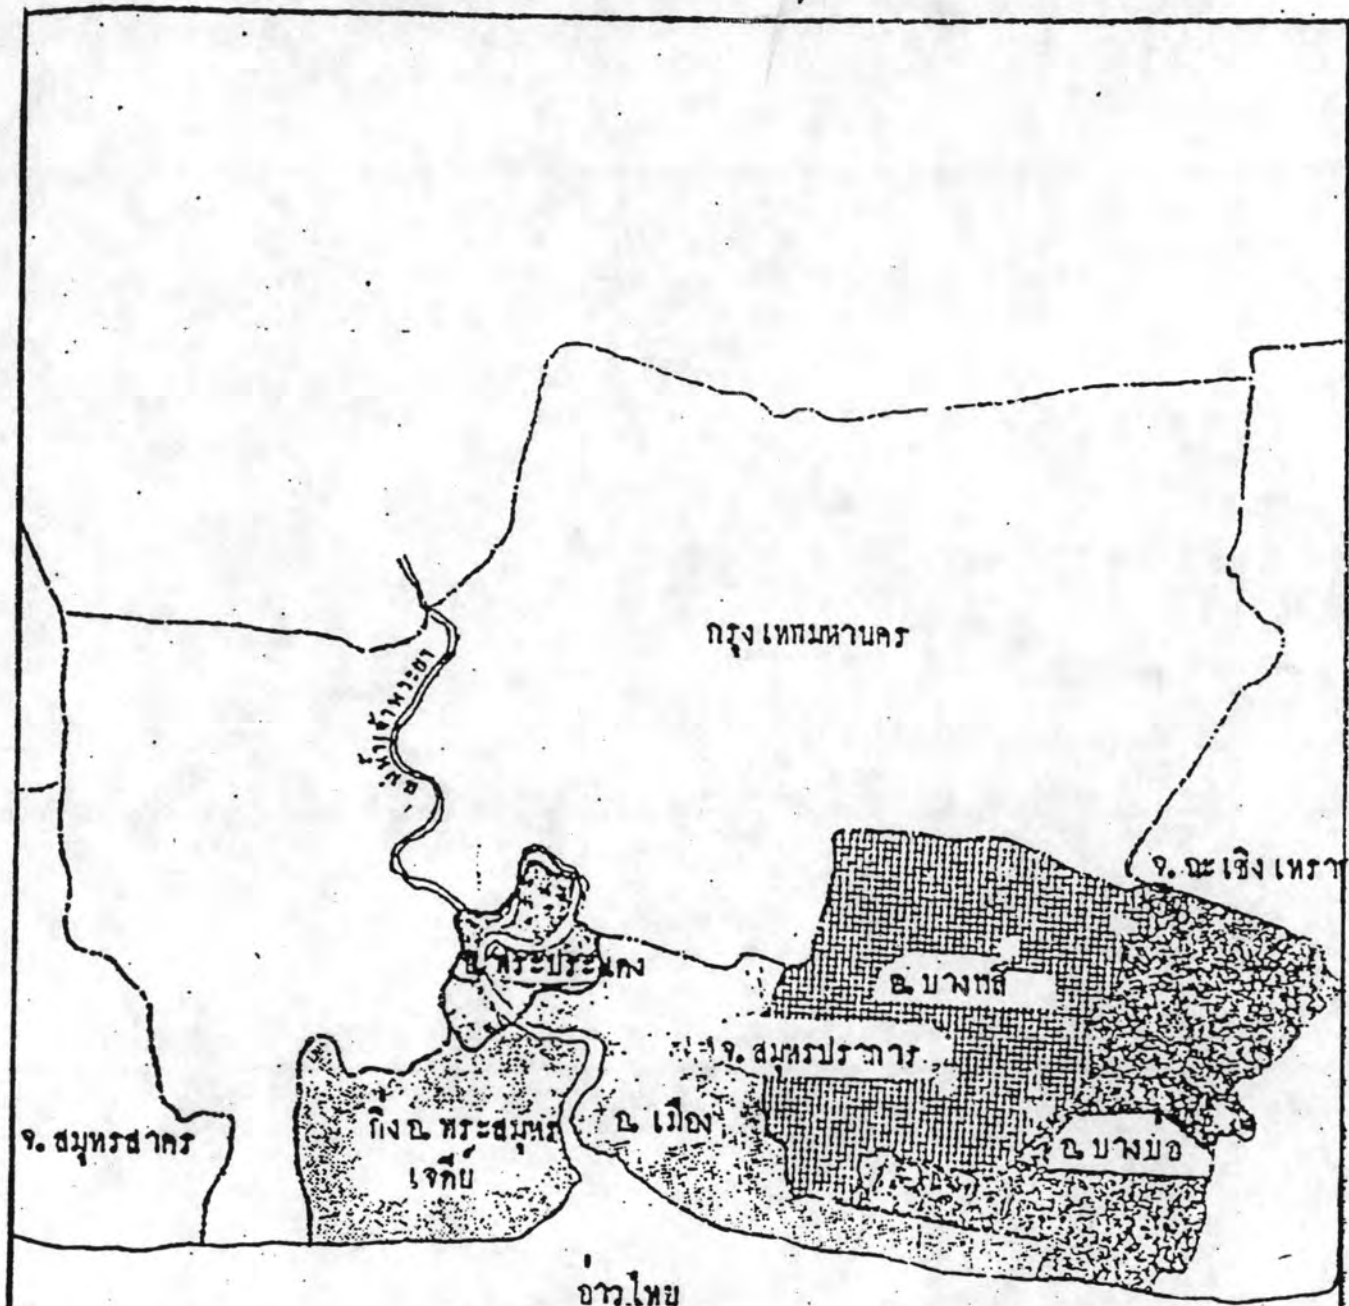 กรุงเทพมหานคร
แม่น้ำเจ้าพระยา
จ. ฉะเชิงเทรา
อ. พระประแดง
อ. บางพลี
จ. สมุทรปราการ
กิ่ง อ. พระสมุทร
เจดีย์
อ. เมือง
อ. บางบ่อ
จ. สมุทรสาคร
อ่าวไทย